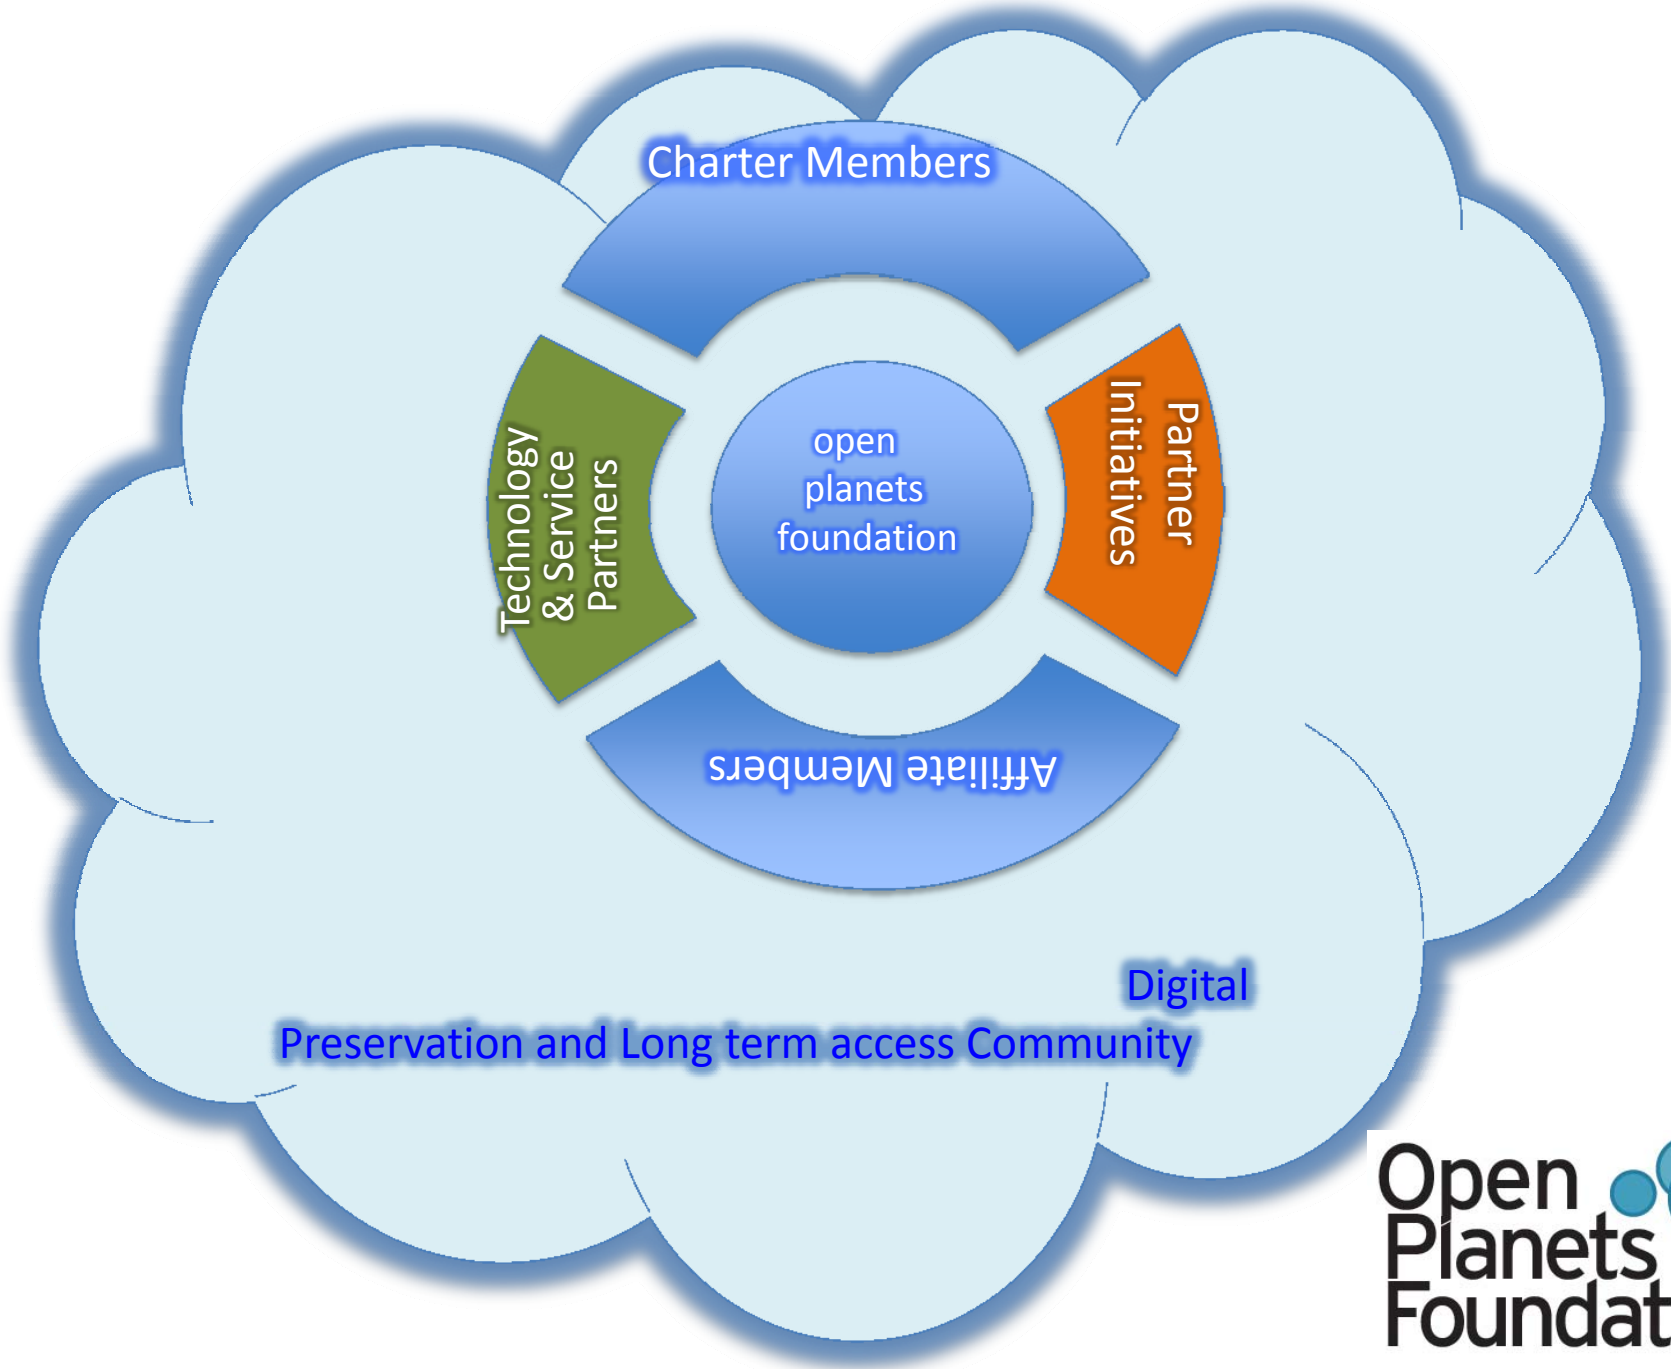 Charter Members
Technology
& Service
Partners
open
planets
foundation
Partner
Initiatives
Affiliate Members
Digital
Preservation and Long term access Community
Open
Planets
Foundat